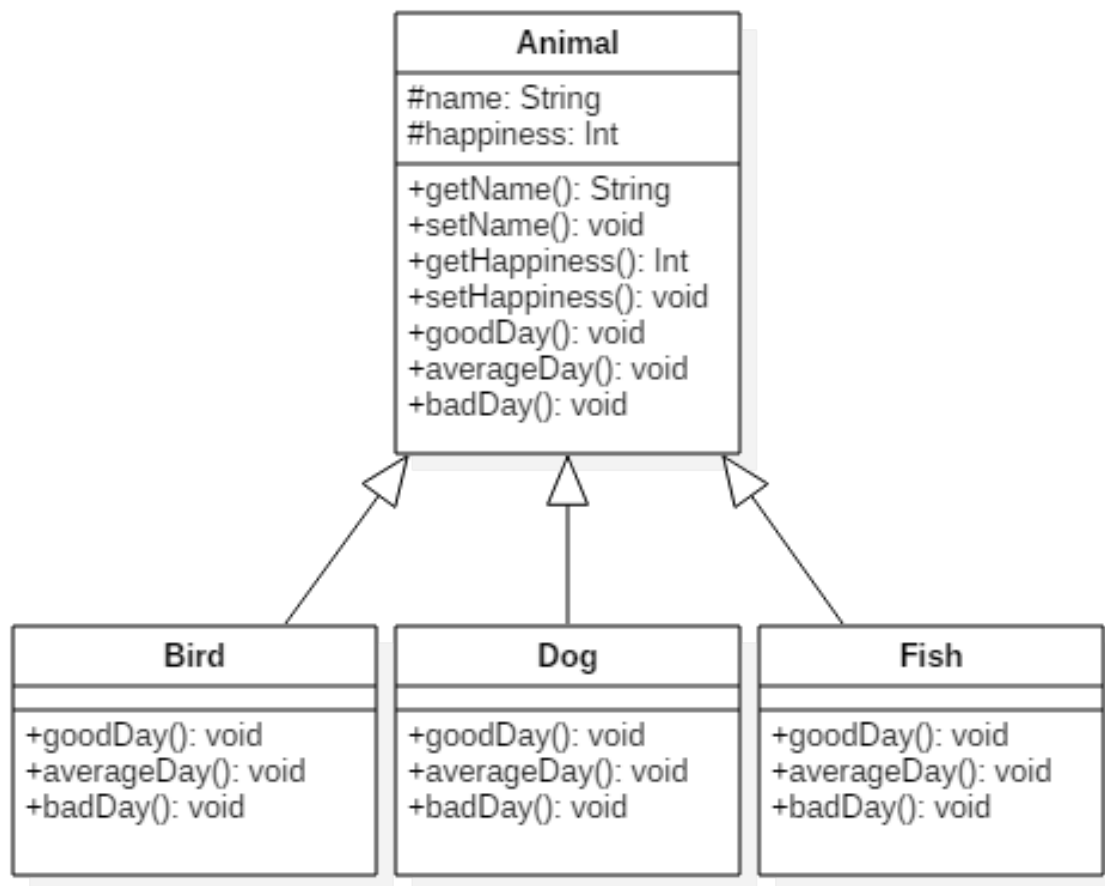 Animal
#name: String
#happiness: Int
+getName(): String
+setName(): void
+getHappiness(): Int
+setHappiness(): void
+goodDay(): void
+averageDay(): void
+badDay(): void
Bird
+goodDay(): void
+averageDay(): void
+badDay(): void
Dog
+goodDay(): void
+averageDay(): void
+badDay(): void
Fish
+goodDay(): void
+averageDay(): void
+badDay(): void